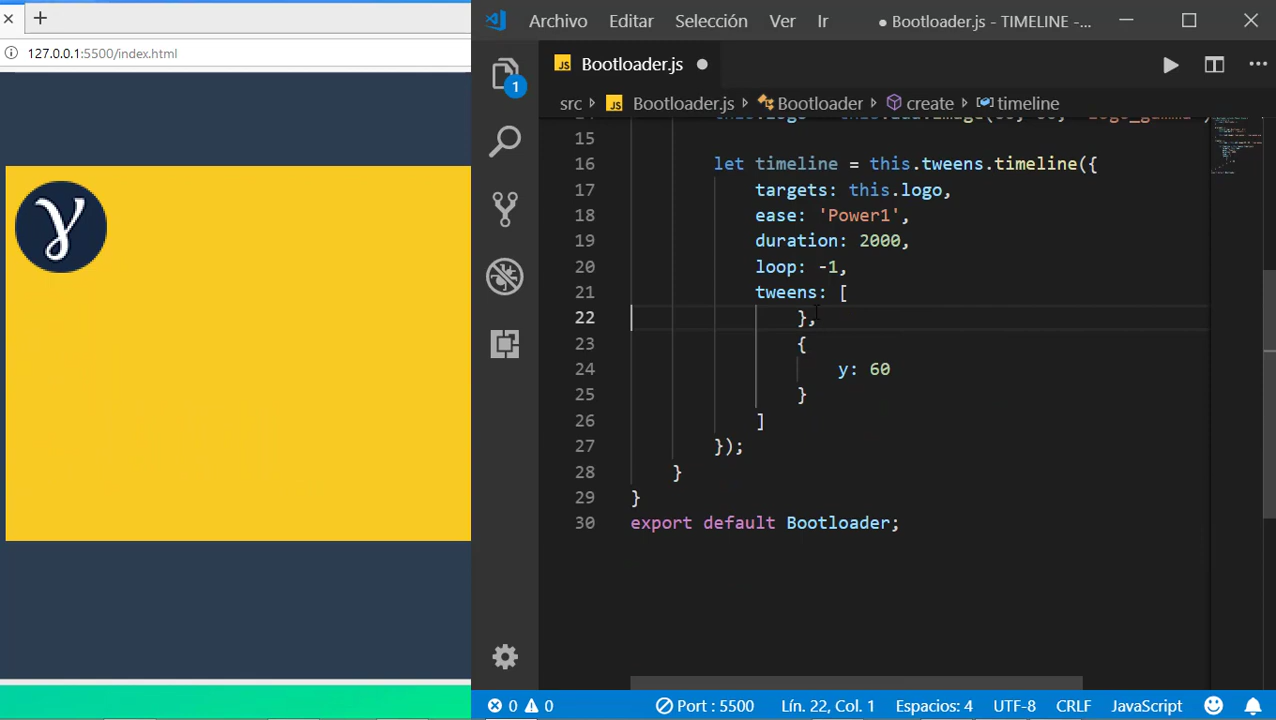 127.0.0.1:5500/index.html
Archivo Editar Selección Ver Ir ● Bootloader.js - TIMELINE -...
1
JS Bootloader.js ●
src > JS Bootloader.js > Bootloader > create > timeline
15
16 let timeline = this.tweens.timeline({
17 targets: this.logo,
18 ease: 'Power1',
19 duration: 2000,
20 loop: -1,
21 tweens: [
22 },
23 {
24 y: 60
25 }
26 ]
27 });
28 }
29 }
30 export default Bootloader;
0 0 Port : 5500 Lín. 22, Col. 1 Espacios: 4 UTF-8 CRLF JavaScript
γ